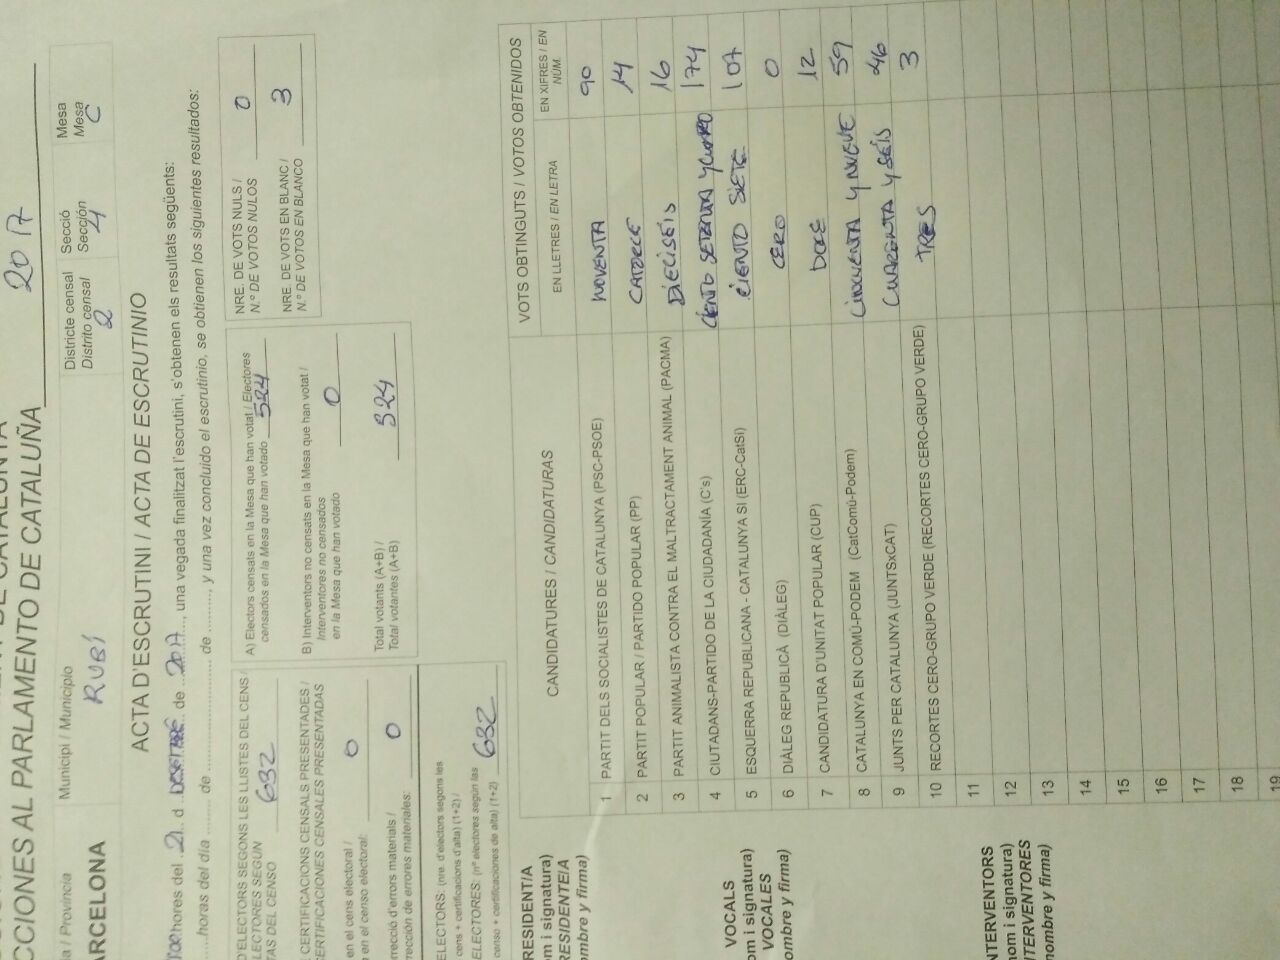 CCIONES AL PARLAMENTO DE CATALUÑA 2017
ia / Provincia
ARCELONA
Municipi / Municipio
RUBÍ
Districte censal
Distrito censal
2
Secció
Sección
4
Mesa
Mesa
C
ACTA D'ESCRUTINI / ACTA DE ESCRUTINIO
hores del 21 d DESEMBRE de 2017, una vegada finalitzat l'escrutini, s'obtenen els resultats següents:
horas del día de de , y una vez concluido el escrutinio, se obtienen los siguientes resultados:
D'ELECTORS SEGONS LES LLISTES DEL CENS /
LECTORES SEGÚN
TAS DEL CENSO 632
CERTIFICACIONS CENSALS PRESENTADES /
CERTIFICACIONES CENSALES PRESENTADAS
en el cens electoral /
en el censo electoral: 0
rrecció d'errors materials /
rrección de errores materiales: 0
ELECTORS: (nre. d'electors segons les
cens + certificacions d'alta) (1+2) /
ELECTORES: (nº electores según las
censo + certificaciones de alta) (1+2) 632
A) Electors censats en la Mesa que han votat / Electores
censados en la Mesa que han votado 524
B) Interventors no censats en la Mesa que han votat /
Interventores no censados
en la Mesa que han votado 0
Total votants (A+B) /
Total votantes (A+B) 524
NRE. DE VOTS NULS /
N.º DE VOTOS NULOS 0
NRE. DE VOTS EN BLANC /
N.º DE VOTOS EN BLANCO 3
CANDIDATURES / CANDIDATURAS
VOTS OBTINGUTS / VOTOS OBTENIDOS
EN LLETRES / EN LETRA
EN XIFRES / EN
NÚM.
1 PARTIT DELS SOCIALISTES DE CATALUNYA (PSC-PSOE) NOVENTA 90
2 PARTIT POPULAR / PARTIDO POPULAR (PP) CATORCE 14
3 PARTIT ANIMALISTA CONTRA EL MALTRACTAMENT ANIMAL (PACMA) DIECISÉIS 16
4 CIUTADANS-PARTIDO DE LA CIUDADANÍA (C's) CIENTO SETENTA Y CUATRO 174
5 ESQUERRA REPUBLICANA - CATALUNYA SÍ (ERC-CatSí) CIENTO SIETE 107
6 DIÀLEG REPUBLICÀ (DIÀLEG) CERO 0
7 CANDIDATURA D'UNITAT POPULAR (CUP) DOCE 12
8 CATALUNYA EN COMÚ-PODEM (CatComú-Podem) CINCUENTA Y NUEVE 59
9 JUNTS PER CATALUNYA (JUNTSxCAT) CUARENTA Y SEIS 46
10 RECORTES CERO-GRUPO VERDE (RECORTES CERO-GRUPO VERDE) TRES 3
11
12
13
14
15
16
17
18
19
RESIDENT/A
om i signatura)
RESIDENTE/A
ombre y firma)
VOCALS
om i signatura)
VOCALES
ombre y firma)
NTERVENTORS
nom i signatura)
NTERVENTORES
nombre y firma)